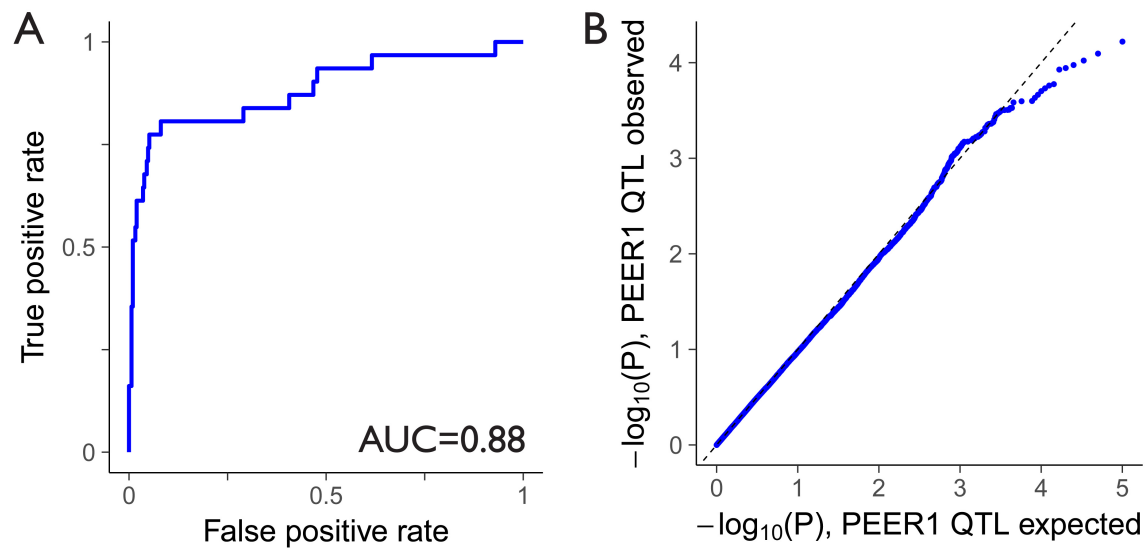 A
True positive rate
1
0.5
0
AUC=0.88
0
0.5
1
False positive rate
B
−log10(P), PEER1 QTL observed
4
3
2
1
0
0
1
2
3
4
5
−log10(P), PEER1 QTL expected